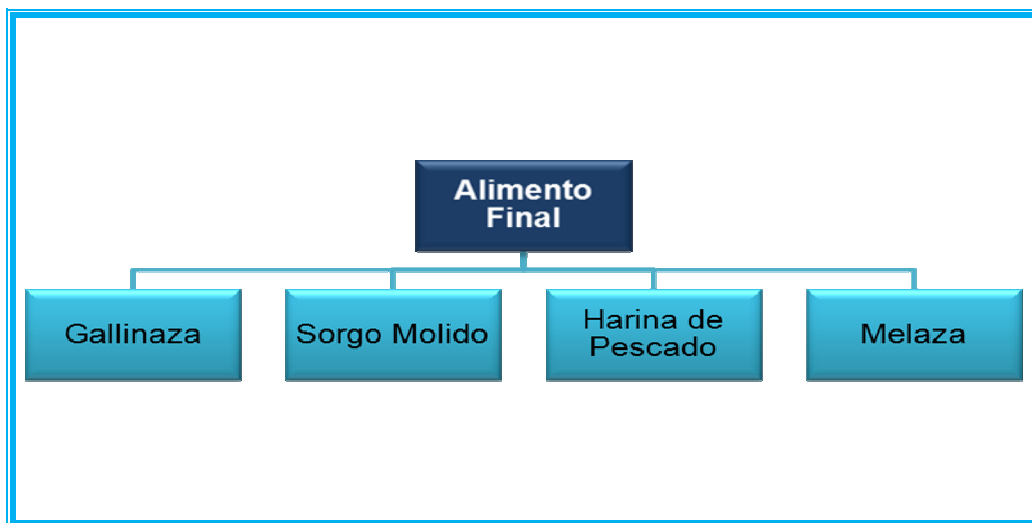 Alimento
Final
Gallinaza
Sorgo Molido
Harina de
Pescado
Melaza